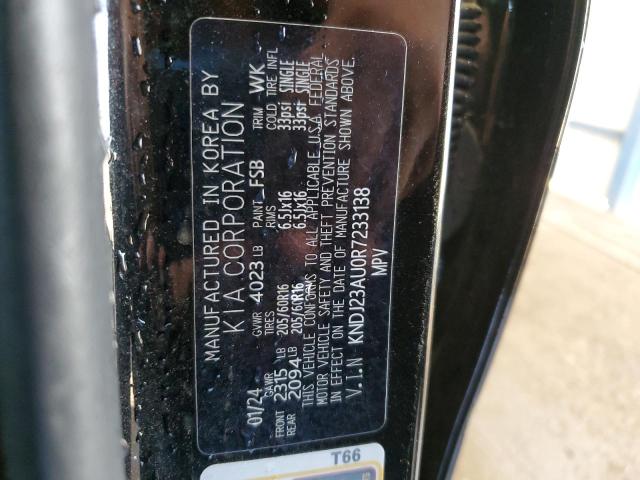 MANUFACTURED IN KOREA BY
KIA CORPORATION
01/24 GVWR 4023 LB PAINT FSB TRIM WK
GAWR TIRES RIMS COLD TIRE INFL
FRONT 2315 LB 205/60R16 6.5Jx16 33psi SINGLE
REAR 2094 LB 205/60R16 6.5Jx16 33psi SINGLE
THIS VEHICLE CONFORMS TO ALL APPLICABLE U.S.A. FEDERAL
MOTOR VEHICLE SAFETY AND THEFT PREVENTION STANDARDS
IN EFFECT ON THE DATE OF MANUFACTURE SHOWN ABOVE.
V.I.N KNDJ23AU0R7233138
MPV
T66